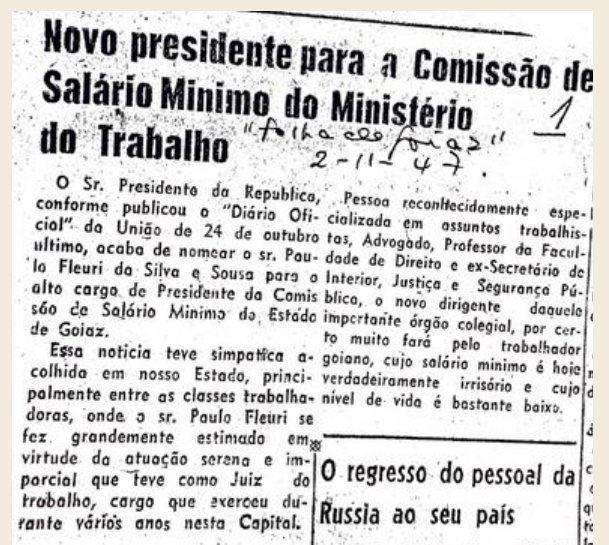 Novo presidente para a Comissão de
Salário Minimo do Ministério
do Trabalho
"folha de goiaz"
2-11-47.
1
O Sr. Presidente da Republica,
conforme publicou o "Diário Ofi-
cial" da União de 24 de outubro
ultimo, acaba de nomear o sr. Pau-
lo Fleuri da Silva e Sousa para o
alto cargo de Presidente da Comis
são de Salário Minimo do Estado
de Goiaz.
Essa noticia teve simpatica a-
colhida em nosso Estado, princi-
palmente entre as classes trabalha-
doras, onde o sr. Paulo Fleuri se
fez grandemente estimado em
virtude da atuação serena e im-
parcial que teve como Juiz do
trabalho, cargo que exerceu du-
rante vários anos nesta Capital.
Pessoa reconhecidamente espe-
cializada em assuntos trabalhis-
tas, Advogado, Professor da Facul-
dade de Direito e ex-Secretário do
Interior, Justiça e Segurança Pú-
blica, o novo dirigente daquele
importante órgão colegial, por cer-
to muito fará pelo trabalhador
goiano, cujo salário minimo é hoje
verdadeiramente irrisório e cujo
nível de vida é bastante baixo.
O regresso do pessoal da
Russia ao seu país